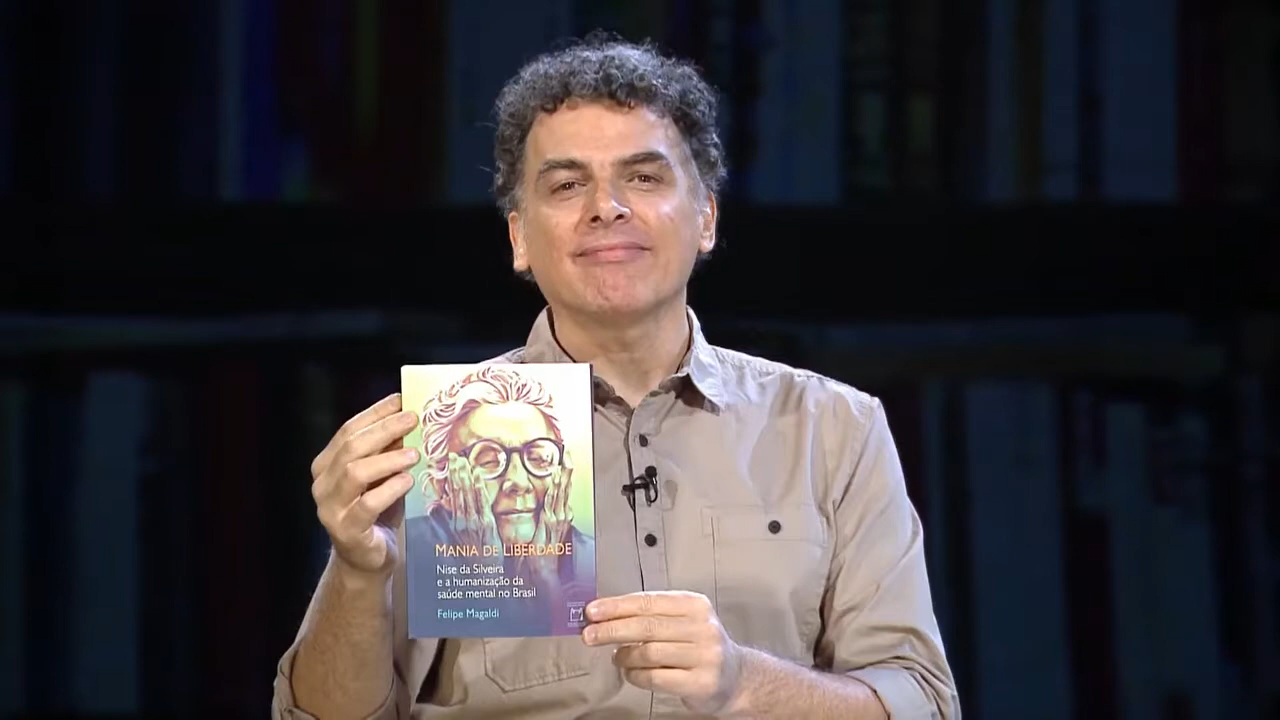 MANIA DE LIBERDADE
Nise da Silveira
e a humanização da
saúde mental no Brasil
Felipe Magaldi